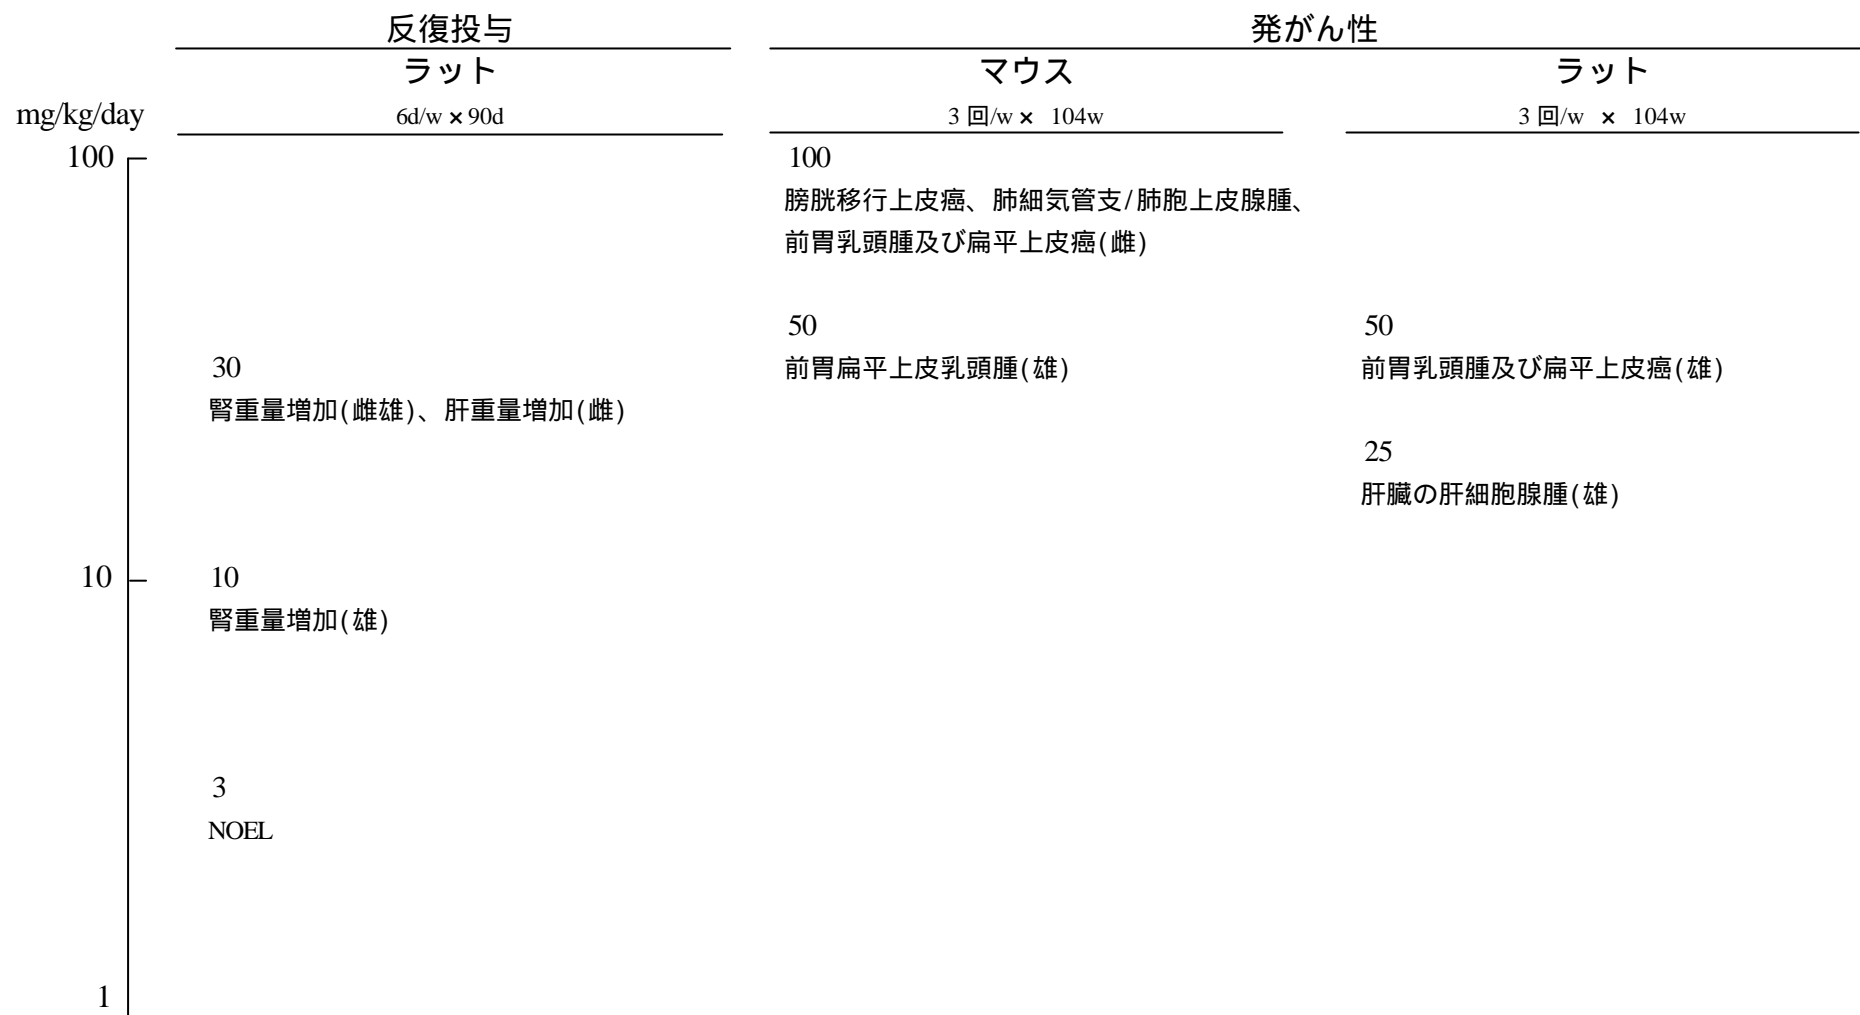 反復投与
発がん性
ラット
マウス
ラット
mg/kg/day
6d/w × 90d
3 回/w × 104w
3 回/w × 104w
100
100
膀胱移行上皮癌、肺細気管支/肺胞上皮腺腫、
前胃乳頭腫及び扁平上皮癌(雌)
50
50
30
前胃扁平上皮乳頭腫(雄)
前胃乳頭腫及び扁平上皮癌(雄)
腎重量増加(雌雄)、肝重量増加(雌)
25
肝臓の肝細胞腺腫(雄)
10
10
腎重量増加(雄)
3
NOEL
1